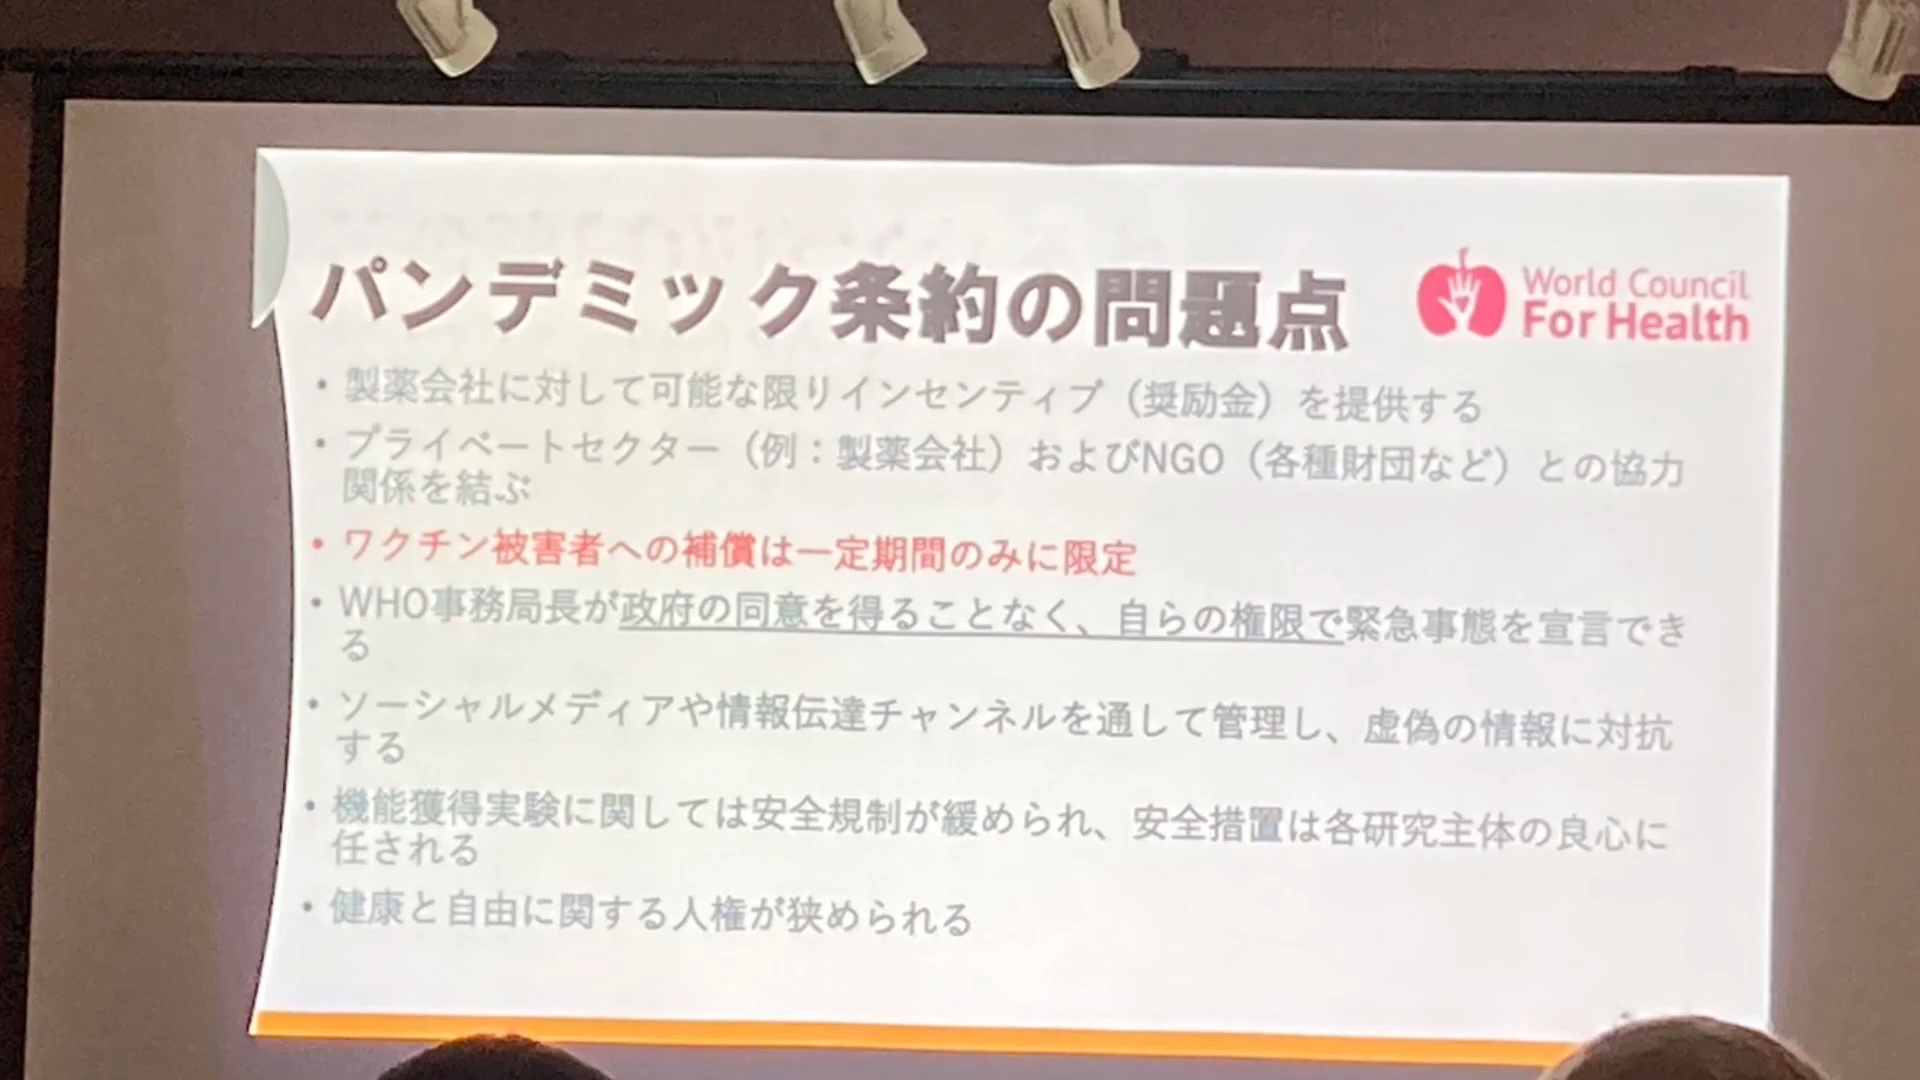 パンデミック条約の問題点
World Council
For Health
・製薬会社に対して可能な限りインセンティブ（奨励金）を提供する
・プライベートセクター（例：製薬会社）およびNGO（各種財団など）との協力
関係を結ぶ
・ワクチン被害者への補償は一定期間のみに限定
・WHO事務局長が政府の同意を得ることなく、自らの権限で緊急事態を宣言でき
る
・ソーシャルメディアや情報伝達チャンネルを通して管理し、虚偽の情報に対抗
する
・機能獲得実験に関しては安全規制が緩められ、安全措置は各研究主体の良心に
任される
・健康と自由に関する人権が狭められる